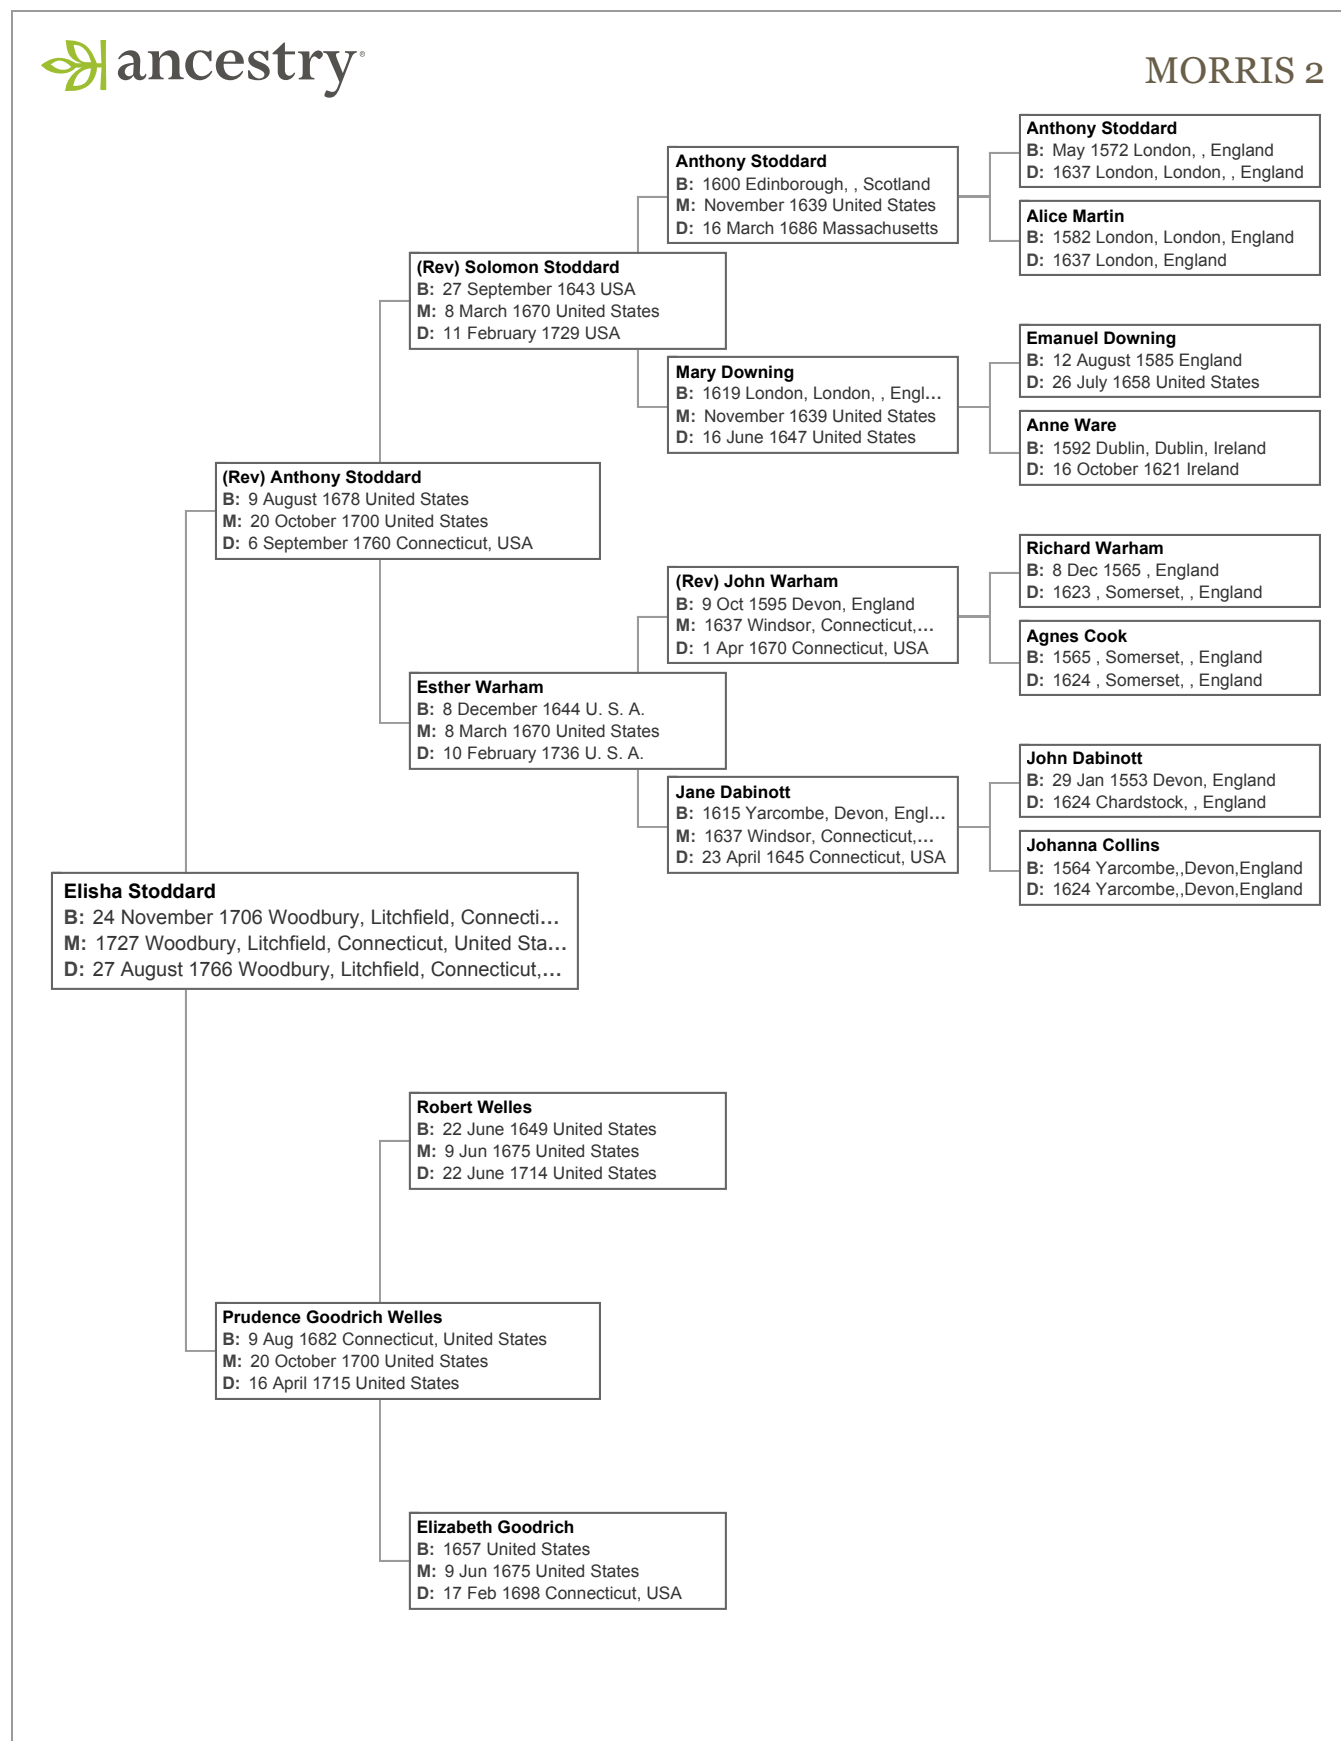 ancestry
MORRIS 2
Anthony Stoddard
B: May 1572 London, , England
D: 1637 London, London, , England
Anthony Stoddard
B: 1600 Edinborough, , Scotland
M: November 1639 United States
D: 16 March 1686 Massachusetts
Alice Martin
B: 1582 London, London, England
D: 1637 London, England
(Rev) Solomon Stoddard
B: 27 September 1643 USA
M: 8 March 1670 United States
D: 11 February 1729 USA
Emanuel Downing
B: 12 August 1585 England
D: 26 July 1658 United States
Mary Downing
B: 1619 London, London, , Engl...
M: November 1639 United States
D: 16 June 1647 United States
Anne Ware
B: 1592 Dublin, Dublin, Ireland
D: 16 October 1621 Ireland
(Rev) Anthony Stoddard
B: 9 August 1678 United States
M: 20 October 1700 United States
D: 6 September 1760 Connecticut, USA
Richard Warham
B: 8 Dec 1565 , England
D: 1623 , Somerset, , England
(Rev) John Warham
B: 9 Oct 1595 Devon, England
M: 1637 Windsor, Connecticut,...
D: 1 Apr 1670 Connecticut, USA
Agnes Cook
B: 1565 , Somerset, , England
D: 1624 , Somerset, , England
Esther Warham
B: 8 December 1644 U. S. A.
M: 8 March 1670 United States
D: 10 February 1736 U. S. A.
John Dabinott
B: 29 Jan 1553 Devon, England
D: 1624 Chardstock, , England
Jane Dabinott
B: 1615 Yarcombe, Devon, Engl...
M: 1637 Windsor, Connecticut,...
D: 23 April 1645 Connecticut, USA
Johanna Collins
B: 1564 Yarcombe,,Devon,England
D: 1624 Yarcombe,,Devon,England
Elisha Stoddard
B: 24 November 1706 Woodbury, Litchfield, Connecti...
M: 1727 Woodbury, Litchfield, Connecticut, United Sta...
D: 27 August 1766 Woodbury, Litchfield, Connecticut,...
Robert Welles
B: 22 June 1649 United States
M: 9 Jun 1675 United States
D: 22 June 1714 United States
Prudence Goodrich Welles
B: 9 Aug 1682 Connecticut, United States
M: 20 October 1700 United States
D: 16 April 1715 United States
Elizabeth Goodrich
B: 1657 United States
M: 9 Jun 1675 United States
D: 17 Feb 1698 Connecticut, USA